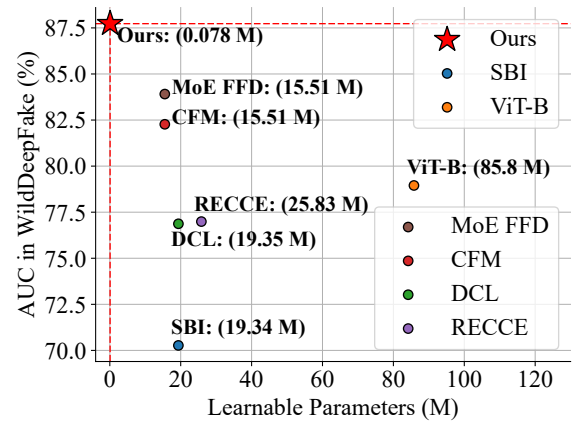 87.5
85.0
82.5
80.0
77.5
75.0
72.5
70.0
AUC in WildDeepFake (%)
Ours: (0.078 M)
MoE FFD: (15.51 M)
CFM: (15.51 M)
ViT-B: (85.8 M)
RECCE: (25.83 M)
DCL: (19.35 M)
SBI: (19.34 M)
Ours
SBI
ViT-B
MoE FFD
CFM
DCL
RECCE
0 20 40 60 80 100 120
Learnable Parameters (M)